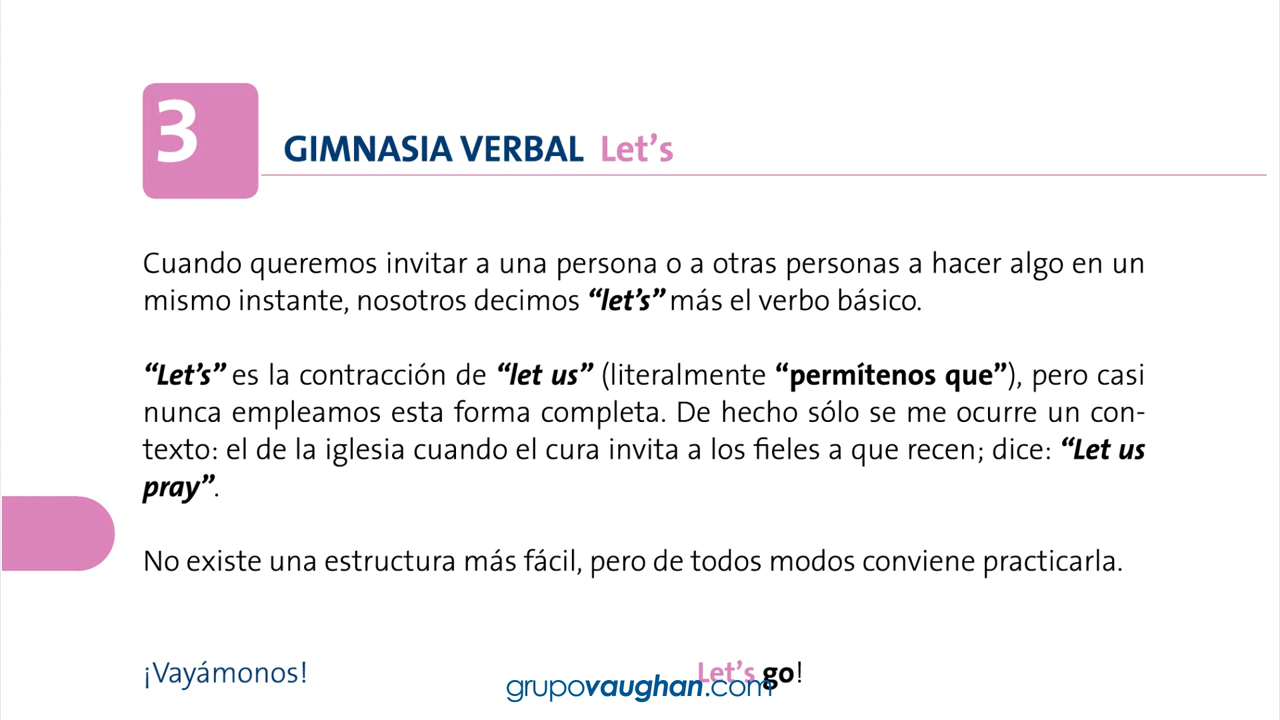 3
GIMNASIA VERBAL Let’s
Cuando queremos invitar a una persona o a otras personas a hacer algo en un
mismo instante, nosotros decimos “let’s” más el verbo básico.
“Let’s” es la contracción de “let us” (literalmente “permítenos que”), pero casi
nunca empleamos esta forma completa. De hecho sólo se me ocurre un con-
texto: el de la iglesia cuando el cura invita a los fieles a que recen; dice: “Let us
pray”.
No existe una estructura más fácil, pero de todos modos conviene practicarla.
¡Vayámonos! Let’s go!
grupovaughan.com